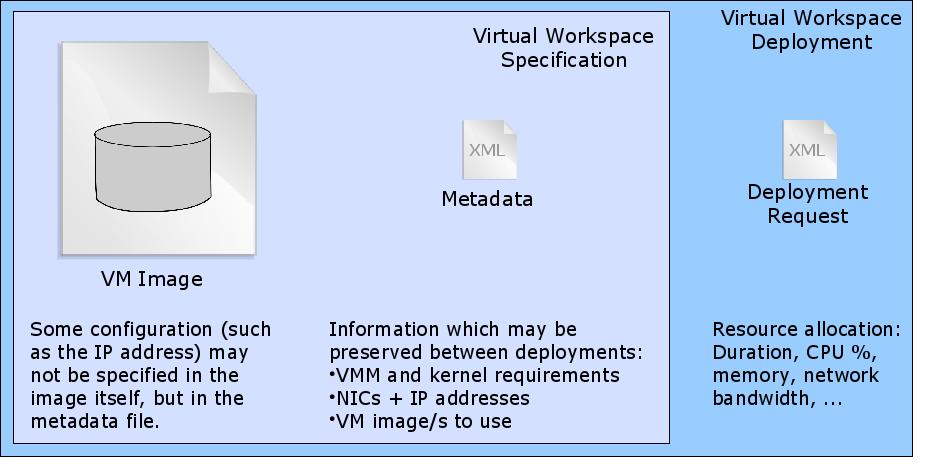 Virtual Workspace
Specification
Virtual Workspace
Deployment
XML
Metadata
XML
Deployment
Request
VM Image
Some configuration (such
as the IP address) may
not be specified in the
image itself, but in the
metadata file.
Information which may be
preserved between deployments:
•VMM and kernel requirements
•NICs + IP addresses
•VM image/s to use
Resource allocation:
Duration, CPU %,
memory, network
bandwidth, ...